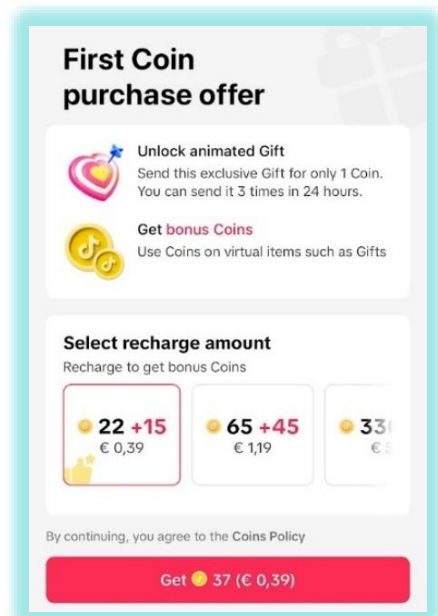 First Coin
purchase offer
Unlock animated Gift
Send this exclusive Gift for only 1 Coin.
You can send it 3 times in 24 hours.
Get bonus Coins
Use Coins on virtual items such as Gifts
Select recharge amount
Recharge to get bonus Coins
22 +15
€ 0,39
65 +45
€ 1,19
By continuing, you agree to the Coins Policy
Get 37 (€ 0,39)